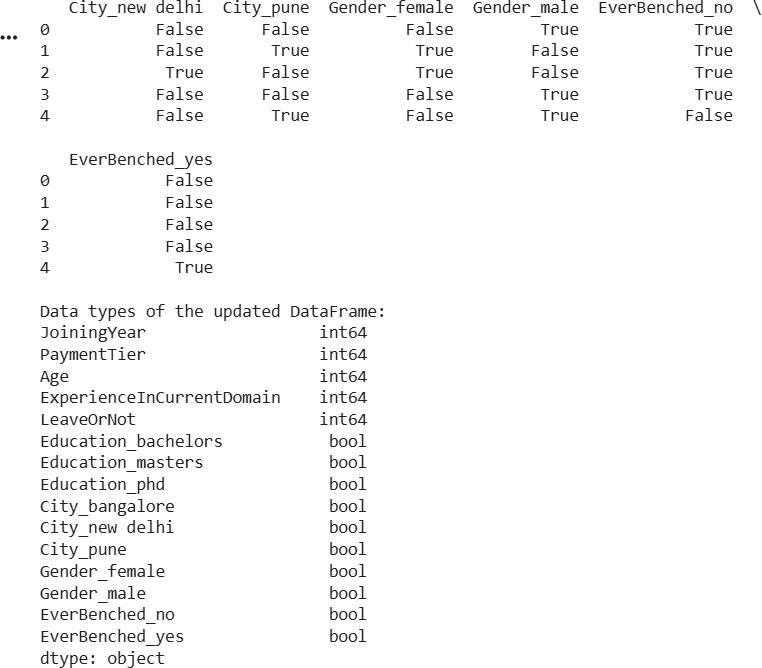 City_new delhi  City_pune  Gender_female  Gender_male  EverBenched_no  \
... 0           False      False          False         True            True
1           False       True           True        False            True
2            True      False           True        False            True
3           False      False          False         True            True
4           False       True          False         True           False
EverBenched_yes
0            False
1            False
2            False
3            False
4             True
Data types of the updated DataFrame:
JoiningYear                  int64
PaymentTier                  int64
Age                          int64
ExperienceInCurrentDomain    int64
LeaveOrNot                   int64
Education_bachelors           bool
Education_masters             bool
Education_phd                 bool
City_bangalore                bool
City_new delhi                bool
City_pune                     bool
Gender_female                 bool
Gender_male                   bool
EverBenched_no                bool
EverBenched_yes               bool
dtype: object